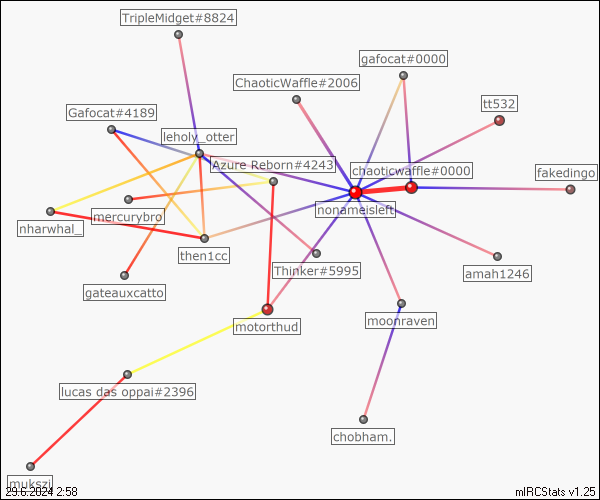 TripleMidget#8824
gafocat#0000
ChaoticWaffle#2006
tt532
Gafocat#4189
leholy_otter
Azure Reborn#4243
chaoticwaffle#0000
fakedingo
mercurybro
nonameisleft
nharwhal_
then1cc
Thinker#5995
amah1246
gateauxcatto
motorthud
moonraven
lucas das oppai#2396
chobham.
mukszi
29.6.2024 2:58
mIRCStats v1.25